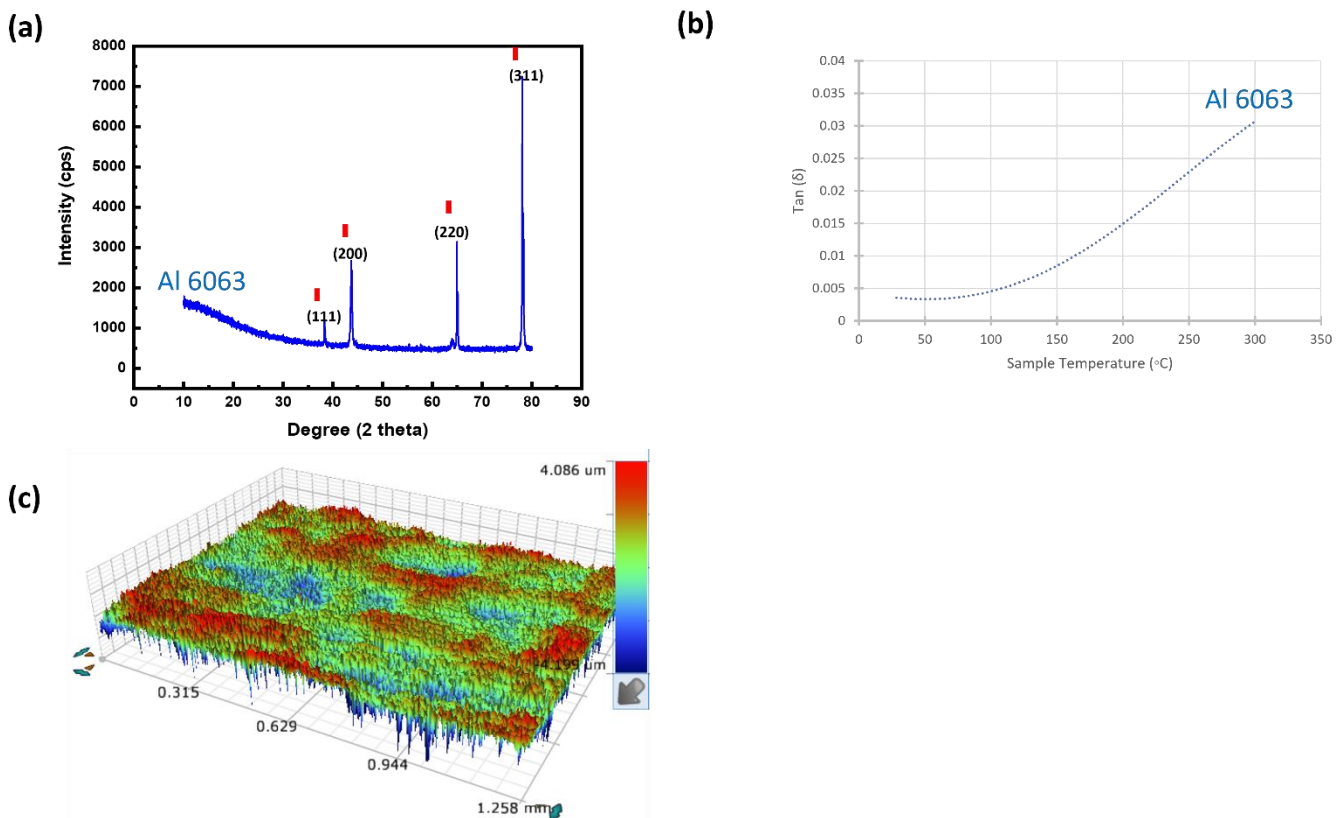 (a)
8000
7000
6000
5000
4000
3000
2000
1000
0
Intensity (cps)
Al 6063
(111)
(200)
(220)
(311)
0 10 20 30 40 50 60 70 80 90
Degree (2 theta)
(b)
0.04
0.035
0.03
0.025
0.02
0.015
0.01
0.005
0
Tan (δ)
Al 6063
0 50 100 150 200 250 300 350
Sample Temperature (◦C)
(c)
4.086 um
-4.199 um
0.315
0.629
0.944
1.258 mm